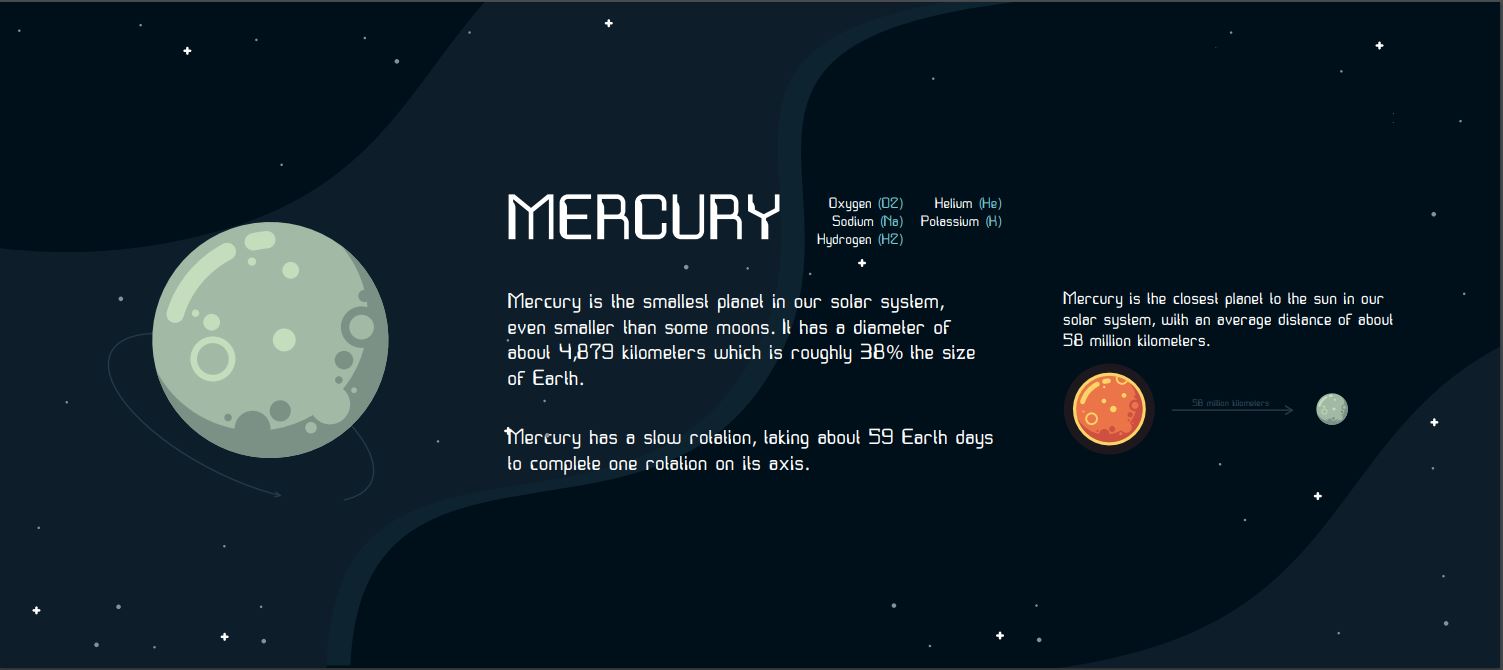 MERCURY
Oxygen (O2) Helium (He)
Sodium (Na) Potassium (K)
Hydrogen (H2)
Mercury is the smallest planet in our solar system,
even smaller than some moons. It has a diameter of
about 4,879 kilometers which is roughly 38% the size
of Earth.
Mercury has a slow rotation, taking about 59 Earth days
to complete one rotation on its axis.
Mercury is the closest planet to the sun in our
solar system, with an average distance of about
58 million kilometers.
58 million kilometers